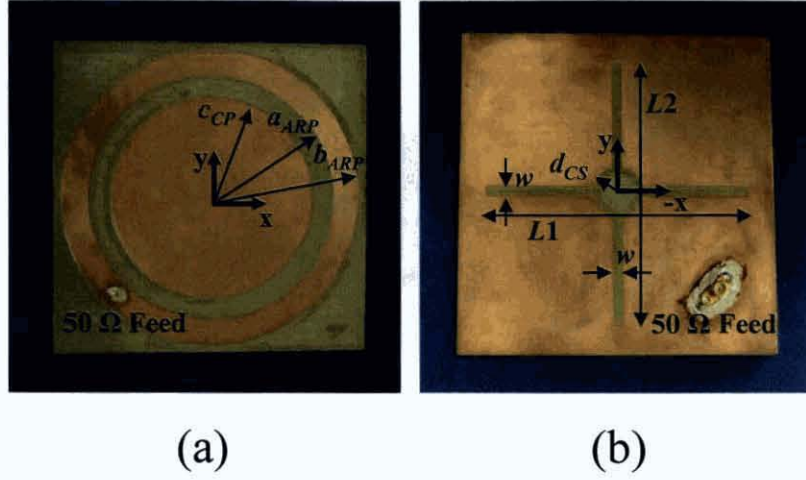 c_CP
a_ARP
b_ARP
y
x
50 Ω Feed
L2
y
d_CS
w
-x
L1
w
50 Ω Feed
(a)
(b)